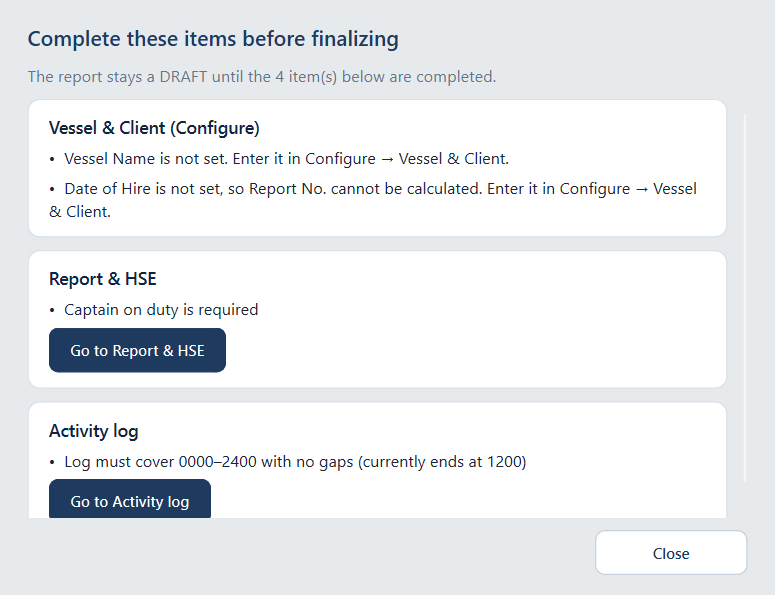 Complete these items before finalizing
The report stays a DRAFT until the 4 item(s) below are completed.
Vessel & Client (Configure)
• Vessel Name is not set. Enter it in Configure → Vessel & Client.
• Date of Hire is not set, so Report No. cannot be calculated. Enter it in Configure → Vessel
& Client.
Report & HSE
• Captain on duty is required
Go to Report & HSE
Activity log
• Log must cover 0000–2400 with no gaps (currently ends at 1200)
Go to Activity log
Close